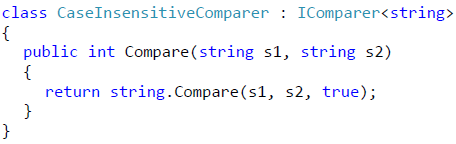 class CaseInsensitiveComparer : IComparer<string>
{
  public int Compare(string s1, string s2)
  {
    return string.Compare(s1, s2, true);
  }
}